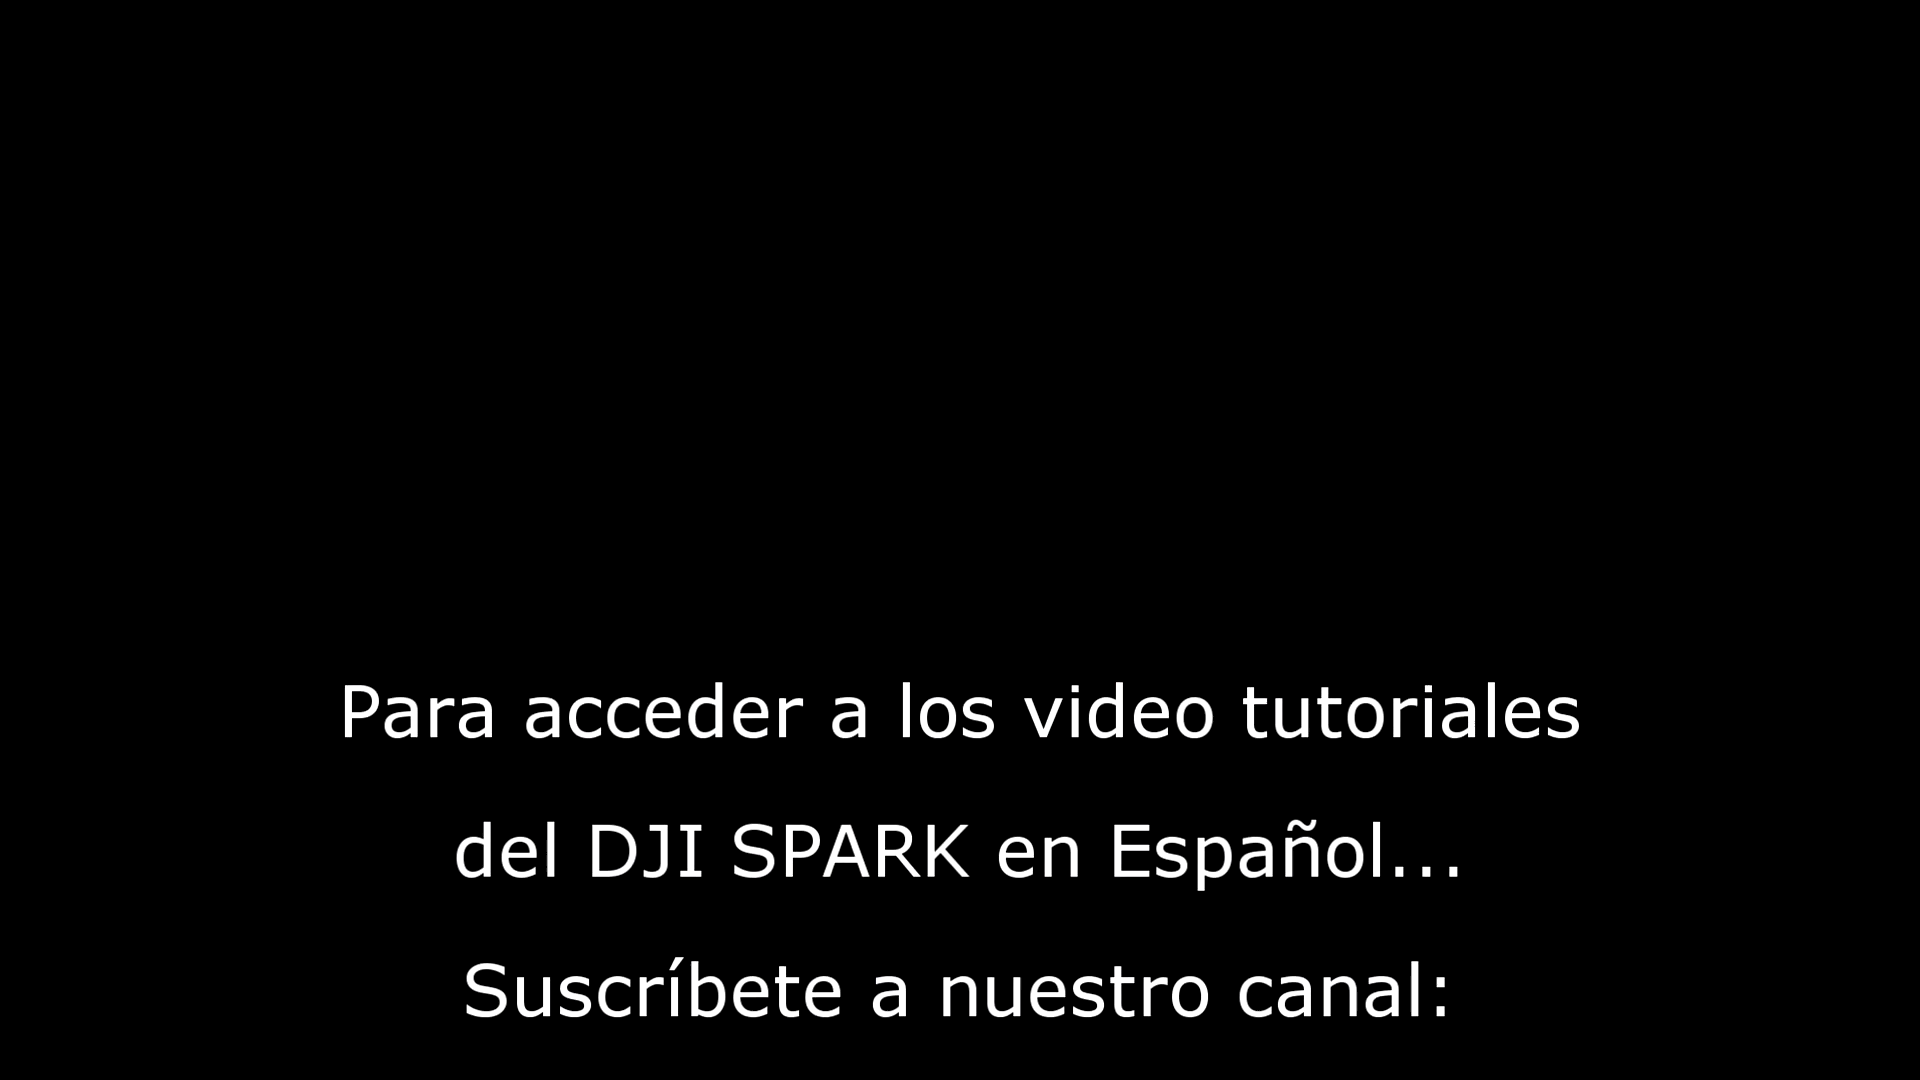 Para acceder a los video tutoriales
del DJI SPARK en Español...
Suscríbete a nuestro canal: